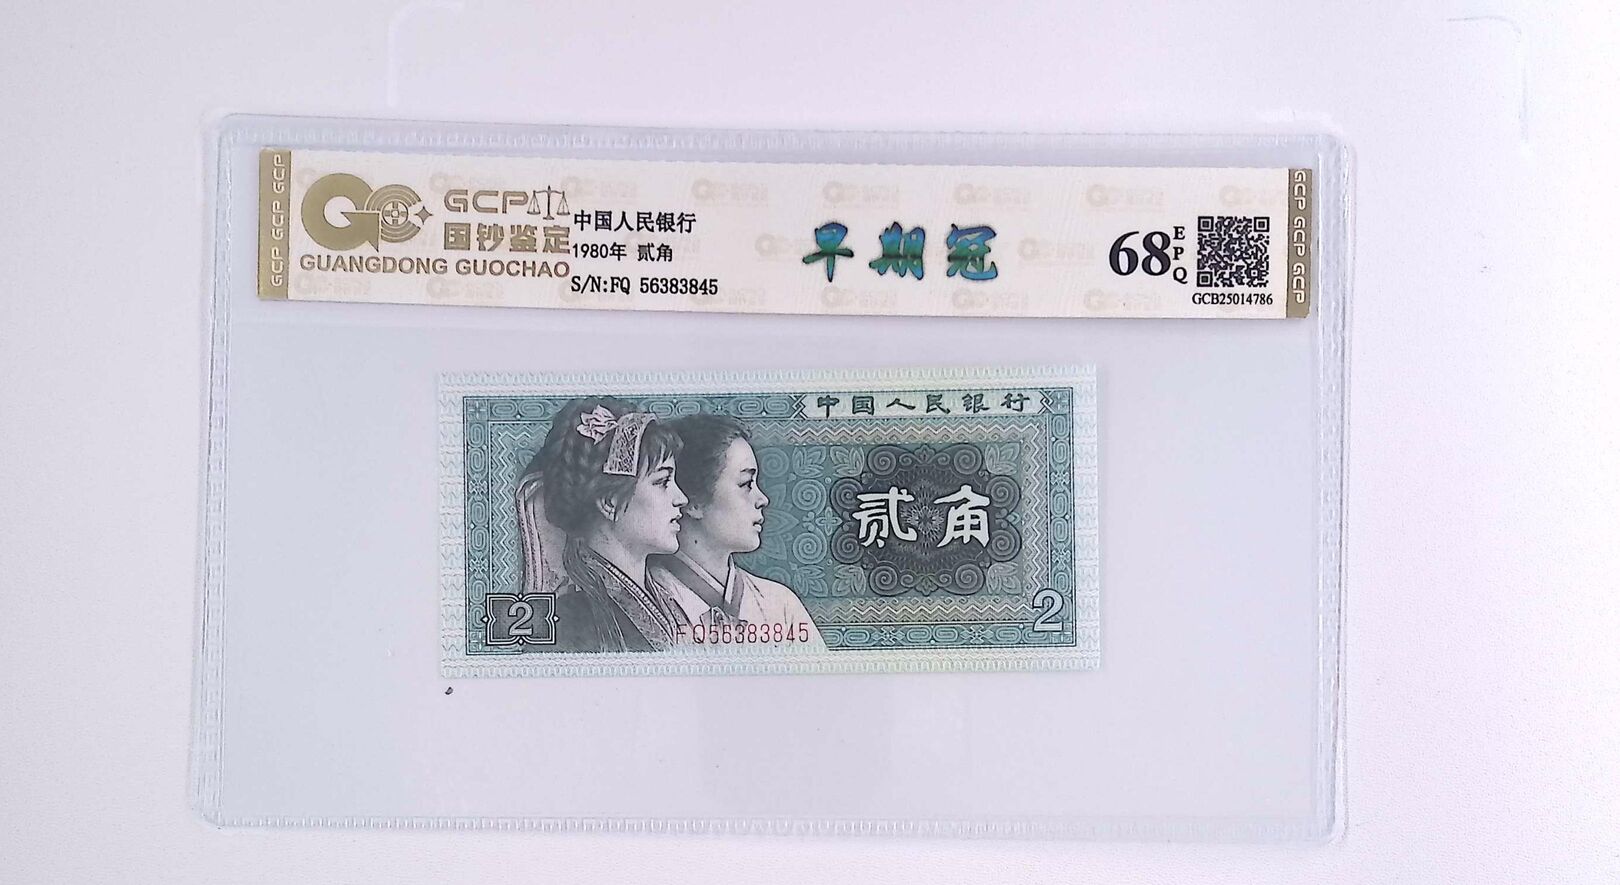 GCP GCP GCP
GCP
国钞鉴定
GUANGDONG GUOCHAO
中国人民银行
1980年 贰角
S/N:FQ 56383845
早期冠
68 EPQ
GCB25014786
GCP GCP GCP
中国人民银行
贰角
2
2
FQ56383845